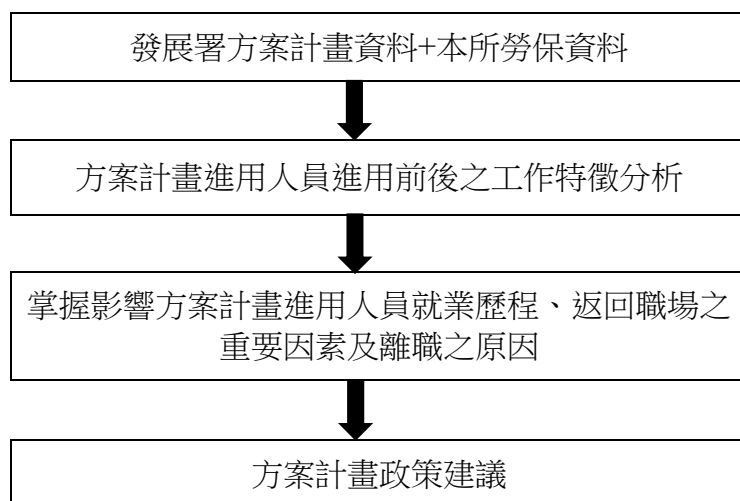 發展署方案計畫資料+本所勞保資料
方案計畫進用人員進用前後之工作特徵分析
掌握影響方案計畫進用人員就業歷程、返回職場之
重要因素及離職之原因
方案計畫政策建議